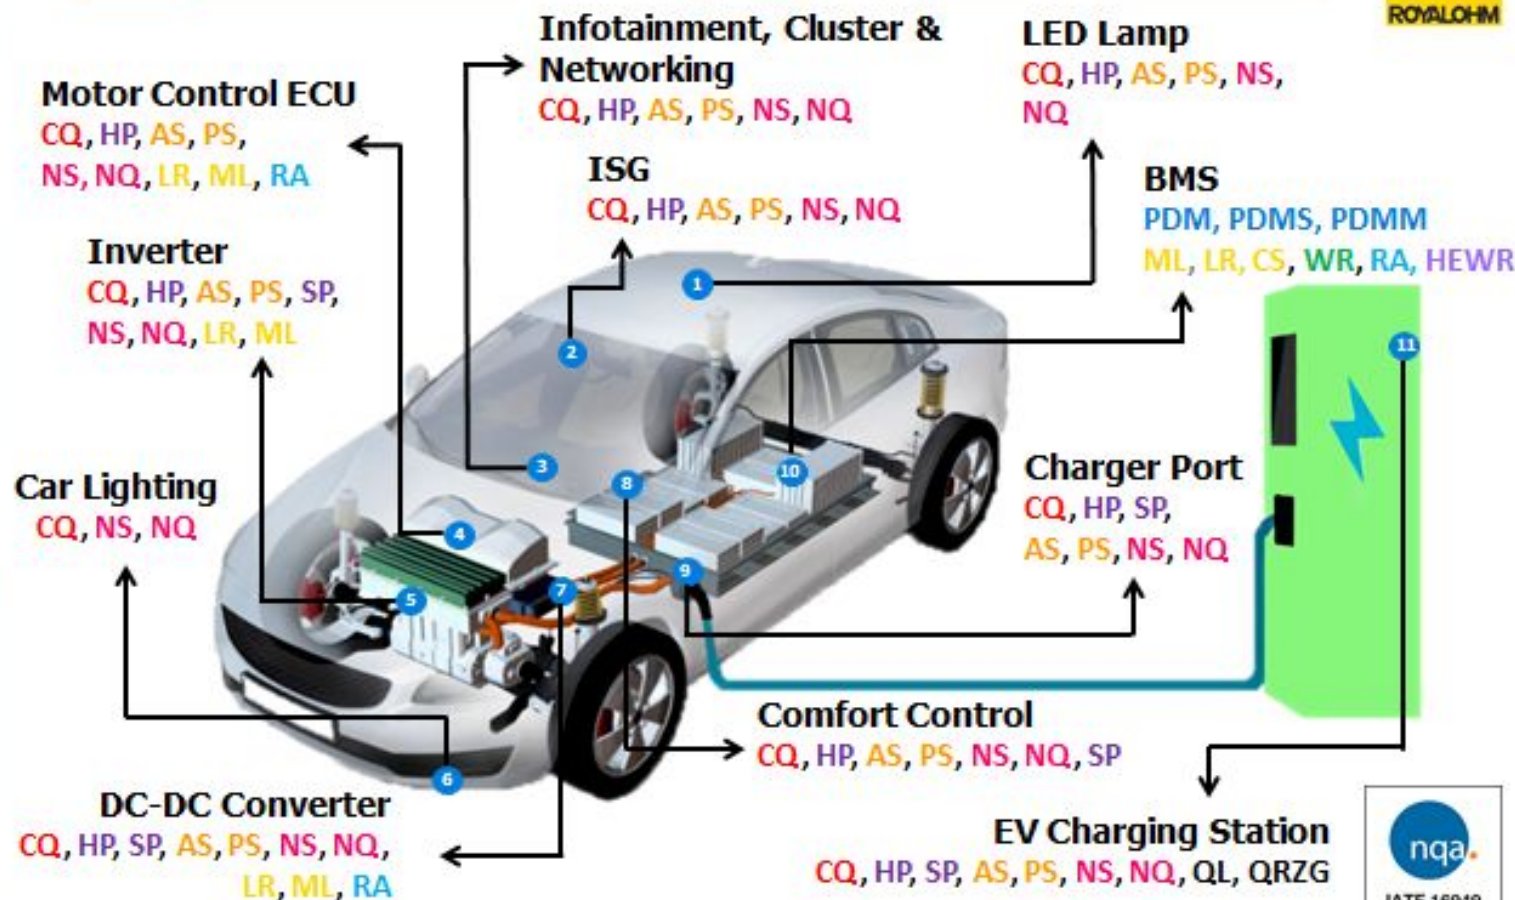 ROYALOHM
Infotainment, Cluster &
Networking
CQ, HP, AS, PS, NS, NQ
LED Lamp
CQ, HP, AS, PS, NS,
NQ
Motor Control ECU
CQ, HP, AS, PS,
NS, NQ, LR, ML, RA
ISG
CQ, HP, AS, PS, NS, NQ
BMS
PDM, PDMS, PDMM
ML, LR, CS, WR, RA, HEWR
Inverter
CQ, HP, AS, PS, SP,
NS, NQ, LR, ML
1
2
11
3
8
10
Charger Port
CQ, HP, SP,
AS, PS, NS, NQ
Car Lighting
CQ, NS, NQ
4
5
7
9
6
Comfort Control
CQ, HP, AS, PS, NS, NQ, SP
DC-DC Converter
CQ, HP, SP, AS, PS, NS, NQ,
LR, ML, RA
EV Charging Station
CQ, HP, SP, AS, PS, NS, NQ, QL, QRZG
nqa.
IATF 16949